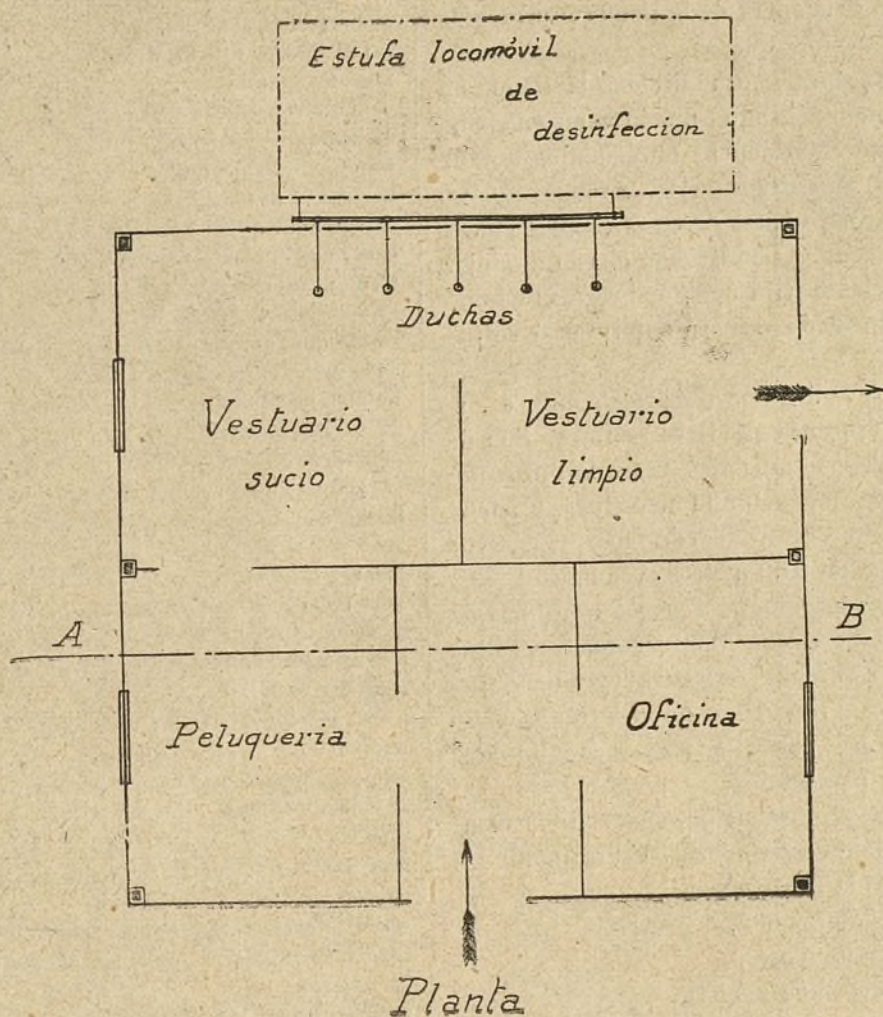 Estufa locomóvil
de
desinfeccion
Duchas
Vestuario
sucio
Vestuario
limpio
A
B
Peluqueria
Oficina
Planta